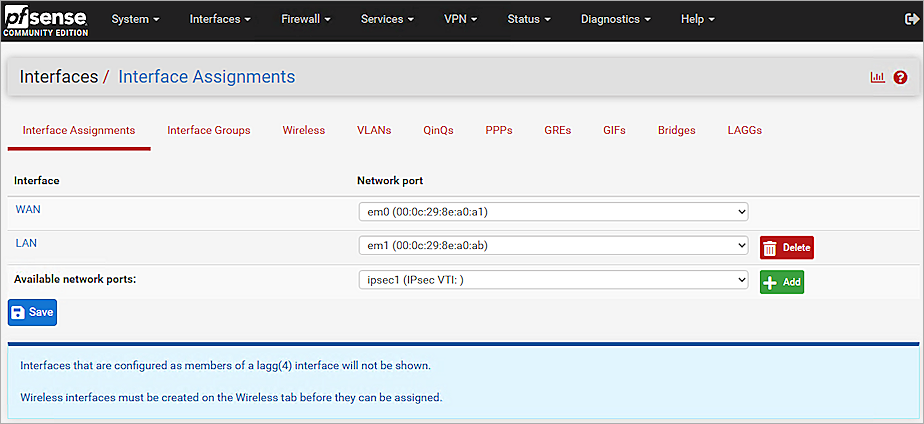 pfsense
COMMUNITY EDITION
System Interfaces Firewall Services VPN Status Diagnostics Help
Interfaces / Interface Assignments
Interface Assignments Interface Groups Wireless VLANs QinQs PPPs GREs GIFs Bridges LAGGs
Interface Network port
WAN em0 (00:0c:29:8e:a0:a1)
LAN em1 (00:0c:29:8e:a0:ab) Delete
Available network ports: ipsec1 (IPsec VTI: ) Add
Save
Interfaces that are configured as members of a lagg(4) interface will not be shown.
Wireless interfaces must be created on the Wireless tab before they can be assigned.